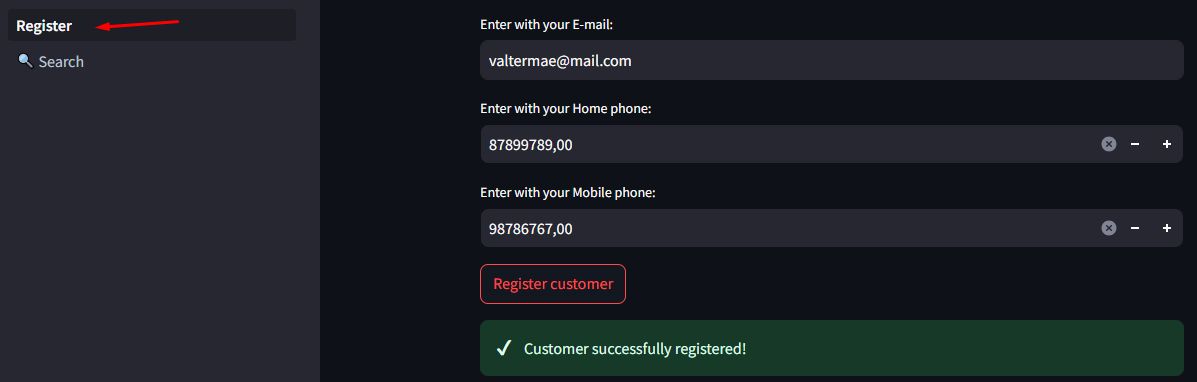 Register
Search
Enter with your E-mail:
valtermae@mail.com
Enter with your Home phone:
87899789,00
Enter with your Mobile phone:
98786767,00
Register customer
Customer successfully registered!